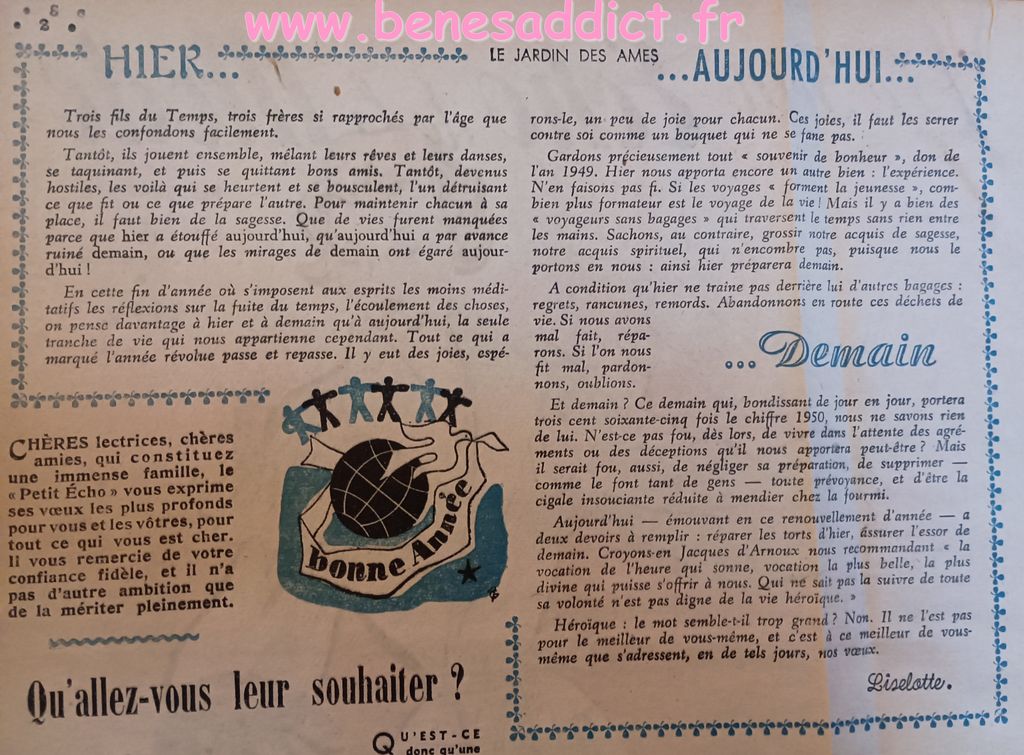 www.benesaddict.fr
LE JARDIN DES AMES
HIER...
Trois fils du Temps, trois frères si rapprochés par l'âge que
nous les confondons facilement.
Tantôt, ils jouent ensemble, mêlant leurs rêves et leurs danses,
se taquinant, et puis se quittant bons amis. Tantôt, devenus
hostiles, les voilà qui se heurtent et se bousculent, l'un détruisant
ce que fit ou ce que prépare l'autre. Pour maintenir chacun à sa
place, il faut bien de la sagesse. Que de vies furent manquées
parce que hier a étouffé aujourd'hui, qu'aujourd'hui a par avance
ruiné demain, ou que les mirages de demain ont égaré aujour-
d'hui !
En cette fin d'année où s'imposent aux esprits les moins médi-
tatifs les réflexions sur la fuite du temps, l'écoulement des choses,
on pense davantage à hier et à demain qu'à aujourd'hui, la seule
tranche de vie qui nous appartienne cependant. Tout ce qui a
marqué l'année révolue passe et repasse. Il y eut des joies, espé-
...AUJOURD'HUI...
rons-le, un peu de joie pour chacun. Ces joies, il faut les serrer
contre soi comme un bouquet qui ne se fane pas.
Gardons précieusement tout « souvenir de bonheur », don de
l'an 1949. Hier nous apporta encore un autre bien : l'expérience.
N'en faisons pas fi. Si les voyages « forment la jeunesse », com-
bien plus formateur est le voyage de la vie ! Mais il y a bien des
« voyageurs sans bagages » qui traversent le temps sans rien entre
les mains. Sachons, au contraire, grossir notre acquis de sagesse,
notre acquis spirituel, qui n'encombre pas, puisque nous le
portons en nous : ainsi hier préparera demain.
A condition qu'hier ne traine pas derrière lui d'autres bagages :
regrets, rancunes, remords. Abandonnons en route ces déchets de
vie. Si nous avons
mal fait, répa-
rons. Si l'on nous
fit mal, pardon-
nons, oublions.
...Demain
Et demain ? Ce demain qui, bondissant de jour en jour, portera
trois cent soixante-cinq fois le chiffre 1950, nous ne savons rien
de lui. N'est-ce pas fou, dès lors, de vivre dans l'attente des agré-
ments ou des déceptions qu'il nous apportera peut-être ? Mais
il serait fou, aussi, de négliger sa préparation, de supprimer —
comme le font tant de gens — toute prévoyance, et d'être la
cigale insouciante réduite à mendier chez la fourmi.
Aujourd'hui — émouvant en ce renouvellement d'année — a
deux devoirs à remplir : réparer les torts d'hier, assurer l'essor de
demain. Croyons-en Jacques d'Arnoux nous recommandant « la
vocation de l'heure qui sonne, vocation la plus belle, la plus
divine qui puisse s'offrir à nous. Qui ne sait pas la suivre de toute
sa volonté n'est pas digne de la vie héroïque. »
Héroïque : le mot semble-t-il trop grand ? Non. Il ne l'est pas
pour le meilleur de vous-même, et c'est à ce meilleur de vous-
même que s'adressent, en de tels jours, nos vœux.
Liselotte.
CHÈRES lectrices, chères
amies, qui constituez
une immense famille, le
« Petit Écho » vous exprime
ses vœux les plus profonds
pour vous et les vôtres, pour
tout ce qui vous est cher.
Il vous remercie de votre
confiance fidèle, et il n'a
pas d'autre ambition que
de la mériter pleinement.
bonne Année
Qu'allez-vous leur souhaiter ?
QU'EST-CE
donc qu'une